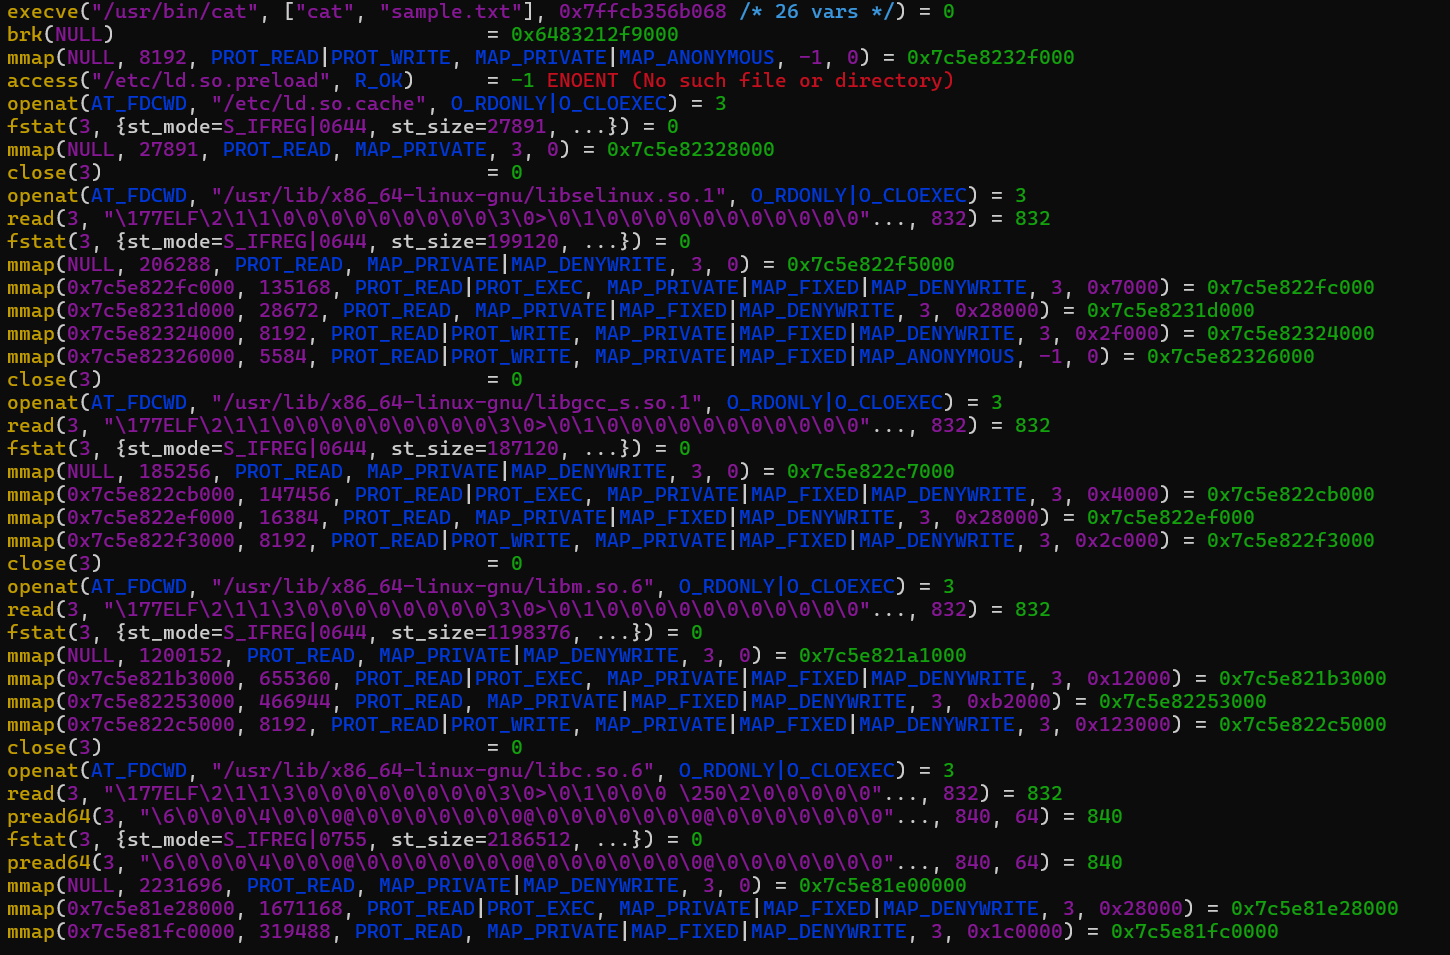 execve("/usr/bin/cat", ["cat", "sample.txt"], 0x7ffcb356b068 /* 26 vars */) = 0
brk(NULL)                               = 0x6483212f9000
mmap(NULL, 8192, PROT_READ|PROT_WRITE, MAP_PRIVATE|MAP_ANONYMOUS, -1, 0) = 0x7c5e8232f000
access("/etc/ld.so.preload", R_OK)      = -1 ENOENT (No such file or directory)
openat(AT_FDCWD, "/etc/ld.so.cache", O_RDONLY|O_CLOEXEC) = 3
fstat(3, {st_mode=S_IFREG|0644, st_size=27891, ...}) = 0
mmap(NULL, 27891, PROT_READ, MAP_PRIVATE, 3, 0) = 0x7c5e82328000
close(3)                                = 0
openat(AT_FDCWD, "/usr/lib/x86_64-linux-gnu/libselinux.so.1", O_RDONLY|O_CLOEXEC) = 3
read(3, "\177ELF\2\1\1\0\0\0\0\0\0\0\0\0\3\0>\0\1\0\0\0\0\0\0\0\0\0\0\0"..., 832) = 832
fstat(3, {st_mode=S_IFREG|0644, st_size=199120, ...}) = 0
mmap(NULL, 206288, PROT_READ, MAP_PRIVATE|MAP_DENYWRITE, 3, 0) = 0x7c5e822f5000
mmap(0x7c5e822fc000, 135168, PROT_READ|PROT_EXEC, MAP_PRIVATE|MAP_FIXED|MAP_DENYWRITE, 3, 0x7000) = 0x7c5e822fc000
mmap(0x7c5e8231d000, 28672, PROT_READ, MAP_PRIVATE|MAP_FIXED|MAP_DENYWRITE, 3, 0x28000) = 0x7c5e8231d000
mmap(0x7c5e82324000, 8192, PROT_READ|PROT_WRITE, MAP_PRIVATE|MAP_FIXED|MAP_DENYWRITE, 3, 0x2f000) = 0x7c5e82324000
mmap(0x7c5e82326000, 5584, PROT_READ|PROT_WRITE, MAP_PRIVATE|MAP_FIXED|MAP_ANONYMOUS, -1, 0) = 0x7c5e82326000
close(3)                                = 0
openat(AT_FDCWD, "/usr/lib/x86_64-linux-gnu/libgcc_s.so.1", O_RDONLY|O_CLOEXEC) = 3
read(3, "\177ELF\2\1\1\0\0\0\0\0\0\0\0\0\3\0>\0\1\0\0\0\0\0\0\0\0\0\0\0"..., 832) = 832
fstat(3, {st_mode=S_IFREG|0644, st_size=187120, ...}) = 0
mmap(NULL, 185256, PROT_READ, MAP_PRIVATE|MAP_DENYWRITE, 3, 0) = 0x7c5e822c7000
mmap(0x7c5e822cb000, 147456, PROT_READ|PROT_EXEC, MAP_PRIVATE|MAP_FIXED|MAP_DENYWRITE, 3, 0x4000) = 0x7c5e822cb000
mmap(0x7c5e822ef000, 16384, PROT_READ, MAP_PRIVATE|MAP_FIXED|MAP_DENYWRITE, 3, 0x28000) = 0x7c5e822ef000
mmap(0x7c5e822f3000, 8192, PROT_READ|PROT_WRITE, MAP_PRIVATE|MAP_FIXED|MAP_DENYWRITE, 3, 0x2c000) = 0x7c5e822f3000
close(3)                                = 0
openat(AT_FDCWD, "/usr/lib/x86_64-linux-gnu/libm.so.6", O_RDONLY|O_CLOEXEC) = 3
read(3, "\177ELF\2\1\1\3\0\0\0\0\0\0\0\0\3\0>\0\1\0\0\0\0\0\0\0\0\0\0\0"..., 832) = 832
fstat(3, {st_mode=S_IFREG|0644, st_size=1198376, ...}) = 0
mmap(NULL, 1200152, PROT_READ, MAP_PRIVATE|MAP_DENYWRITE, 3, 0) = 0x7c5e821a1000
mmap(0x7c5e821b3000, 655360, PROT_READ|PROT_EXEC, MAP_PRIVATE|MAP_FIXED|MAP_DENYWRITE, 3, 0x12000) = 0x7c5e821b3000
mmap(0x7c5e82253000, 466944, PROT_READ, MAP_PRIVATE|MAP_FIXED|MAP_DENYWRITE, 3, 0xb2000) = 0x7c5e82253000
mmap(0x7c5e822c5000, 8192, PROT_READ|PROT_WRITE, MAP_PRIVATE|MAP_FIXED|MAP_DENYWRITE, 3, 0x123000) = 0x7c5e822c5000
close(3)                                = 0
openat(AT_FDCWD, "/usr/lib/x86_64-linux-gnu/libc.so.6", O_RDONLY|O_CLOEXEC) = 3
read(3, "\177ELF\2\1\1\3\0\0\0\0\0\0\0\0\3\0>\0\1\0\0\0 \250\2\0\0\0\0\0"..., 832) = 832
pread64(3, "\6\0\0\0\4\0\0\0@\0\0\0\0\0\0\0@\0\0\0\0\0\0\0@\0\0\0\0\0\0\0"..., 840, 64) = 840
fstat(3, {st_mode=S_IFREG|0755, st_size=2186512, ...}) = 0
pread64(3, "\6\0\0\0\4\0\0\0@\0\0\0\0\0\0\0@\0\0\0\0\0\0\0@\0\0\0\0\0\0\0"..., 840, 64) = 840
mmap(NULL, 2231696, PROT_READ, MAP_PRIVATE|MAP_DENYWRITE, 3, 0) = 0x7c5e81e00000
mmap(0x7c5e81e28000, 1671168, PROT_READ|PROT_EXEC, MAP_PRIVATE|MAP_FIXED|MAP_DENYWRITE, 3, 0x28000) = 0x7c5e81e28000
mmap(0x7c5e81fc0000, 319488, PROT_READ, MAP_PRIVATE|MAP_FIXED|MAP_DENYWRITE, 3, 0x1c0000) = 0x7c5e81fc0000